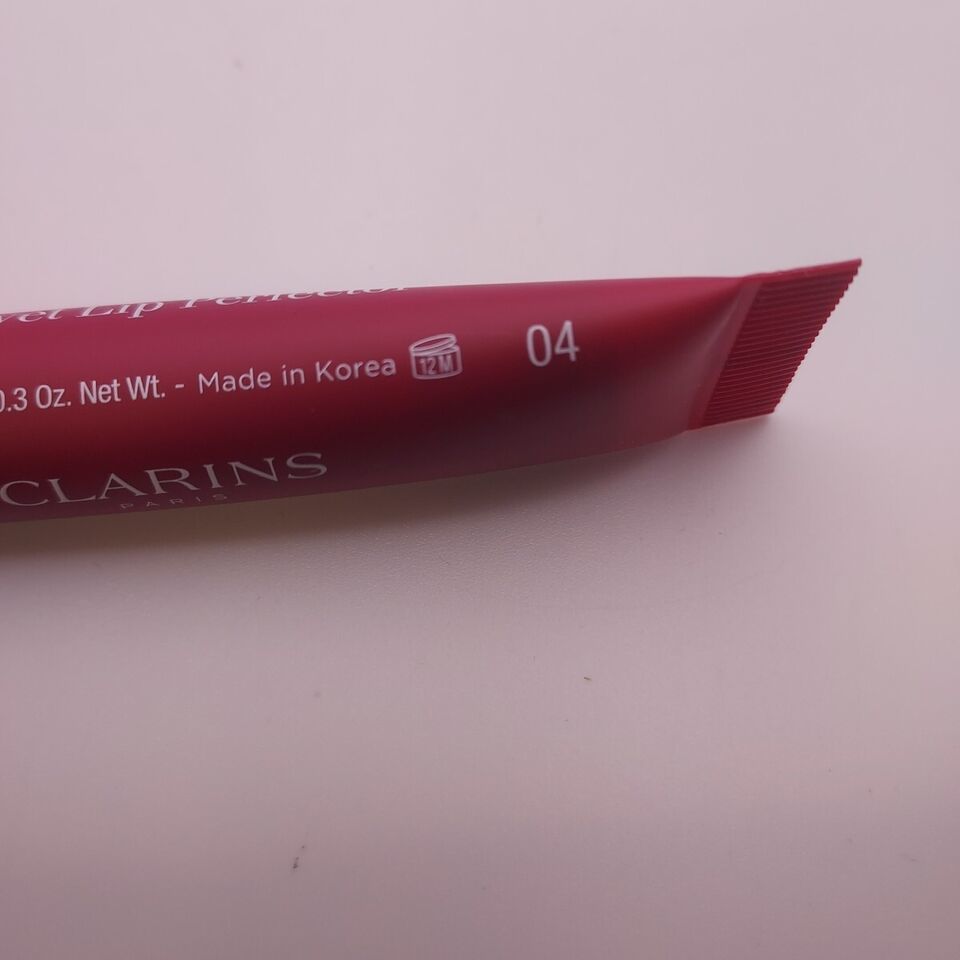 Lip Perfector
0.3 Oz. Net Wt. - Made in Korea 12M 04
CLARINS
PARIS